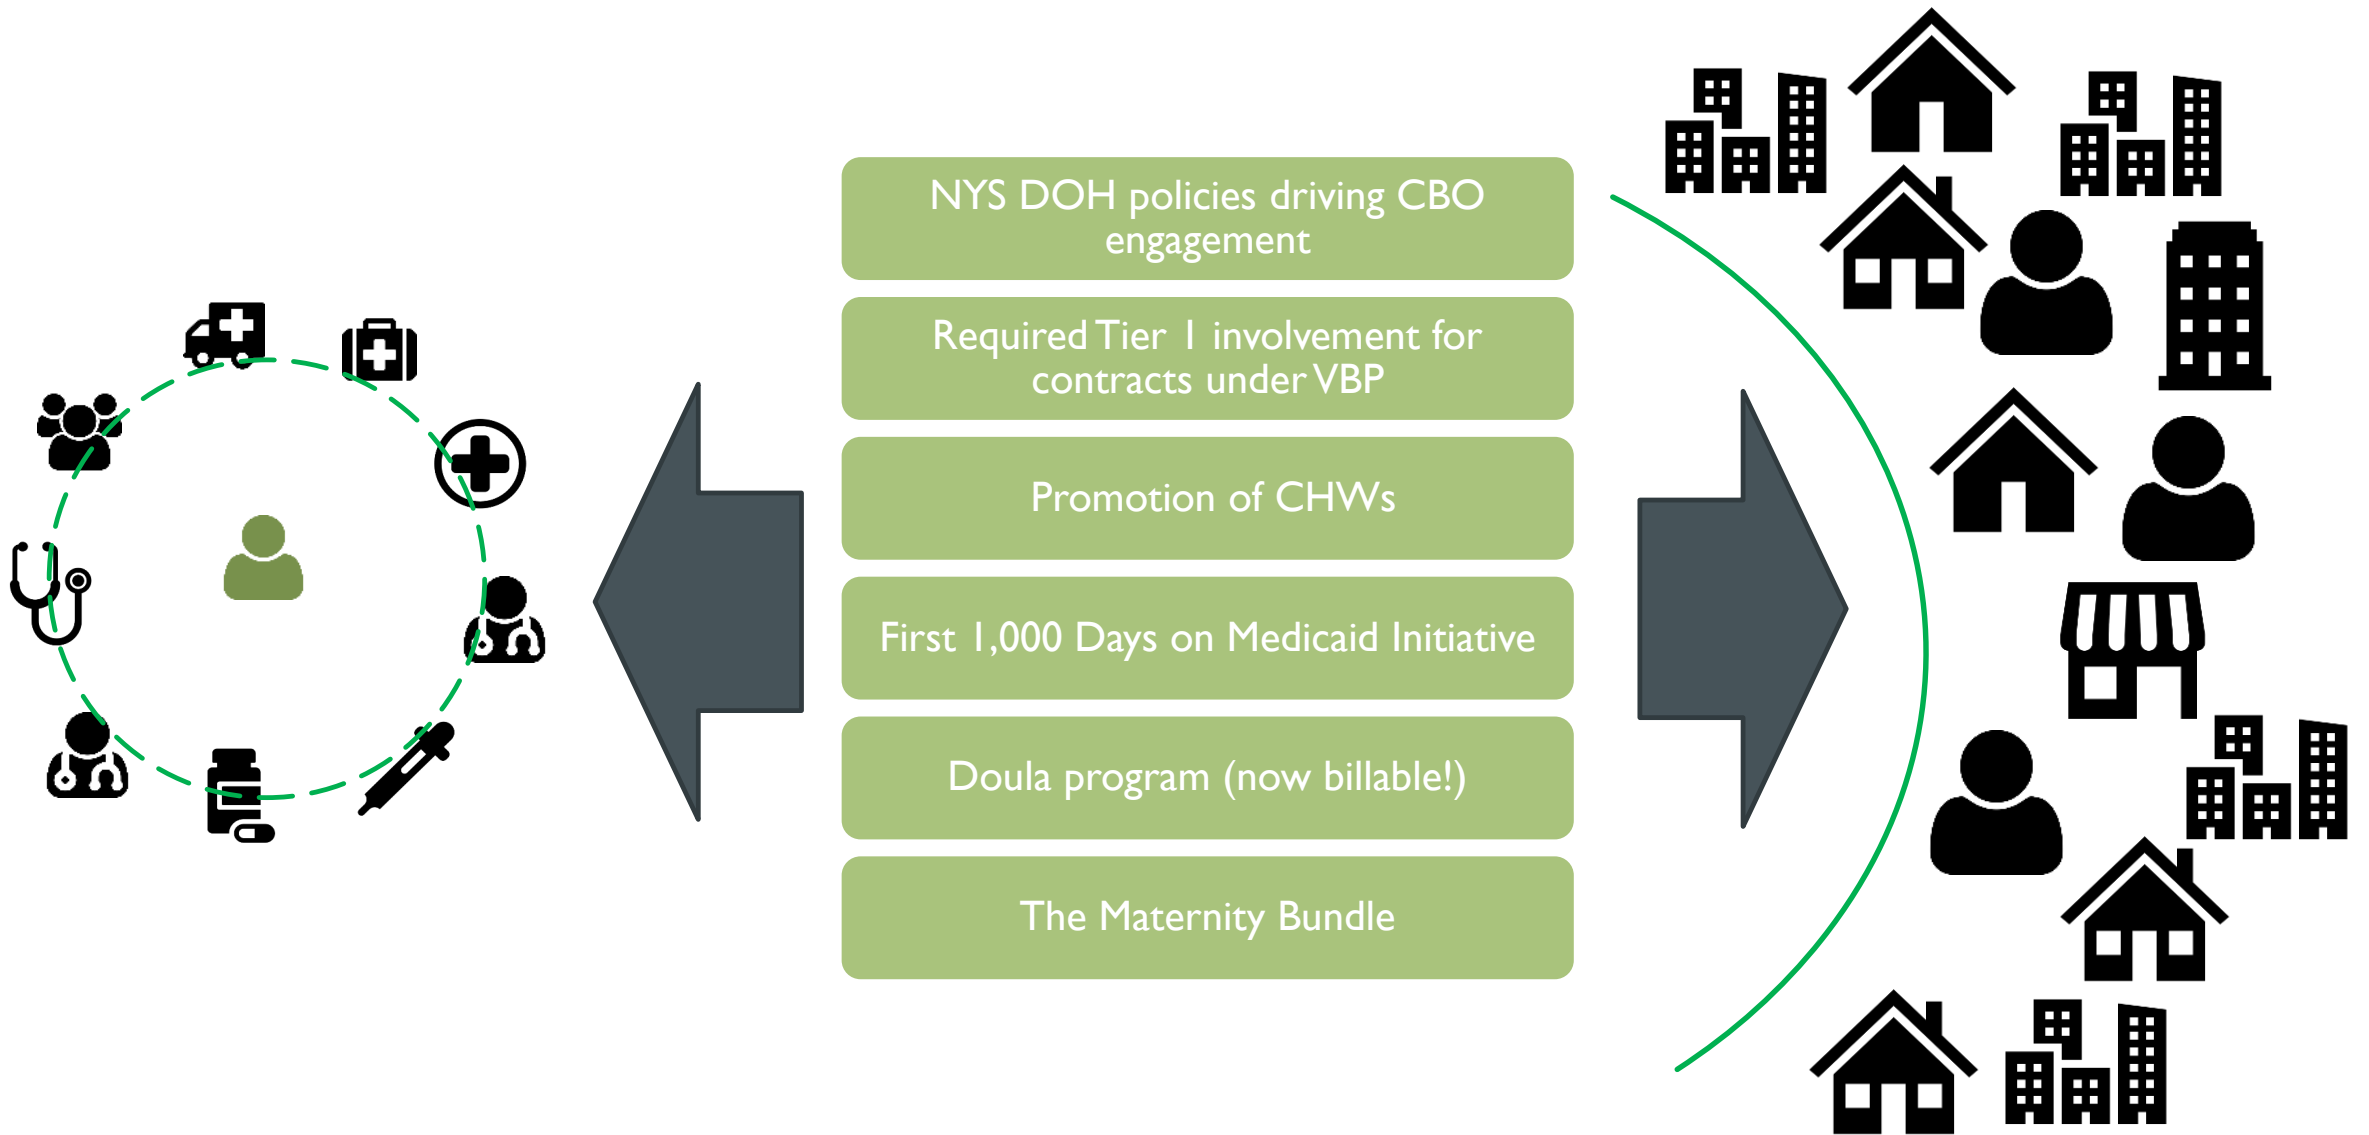 NYS DOH policies driving CBO
engagement
Required Tier 1 involvement for
contracts under VBP
Promotion of CHWs
First 1,000 Days on Medicaid Initiative
Doula program (now billable!)
The Maternity Bundle